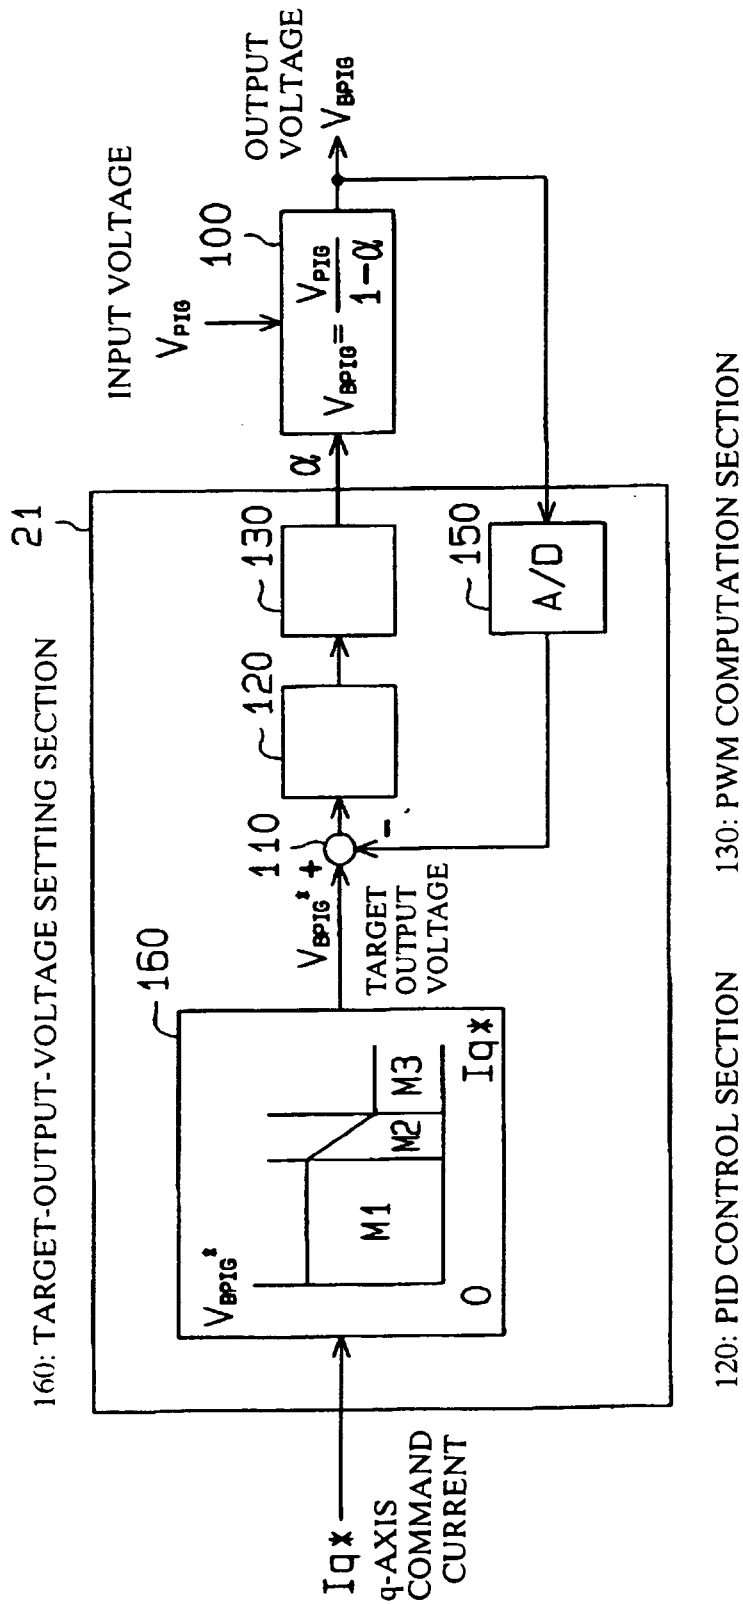 160: TARGET-OUTPUT-VOLTAGE SETTING SECTION
21
Iq*
q-AXIS
COMMAND
CURRENT
160
VBPIG*
M1
M2
M3
0
Iq*
VBPIG*
TARGET
OUTPUT
VOLTAGE
+
-
110
120
130
α
150
A/D
INPUT VOLTAGE
VPIG
100
VBPIG = VPIG / 1-α
OUTPUT
VOLTAGE
VBPIG
120: PID CONTROL SECTION
130: PWM COMPUTATION SECTION